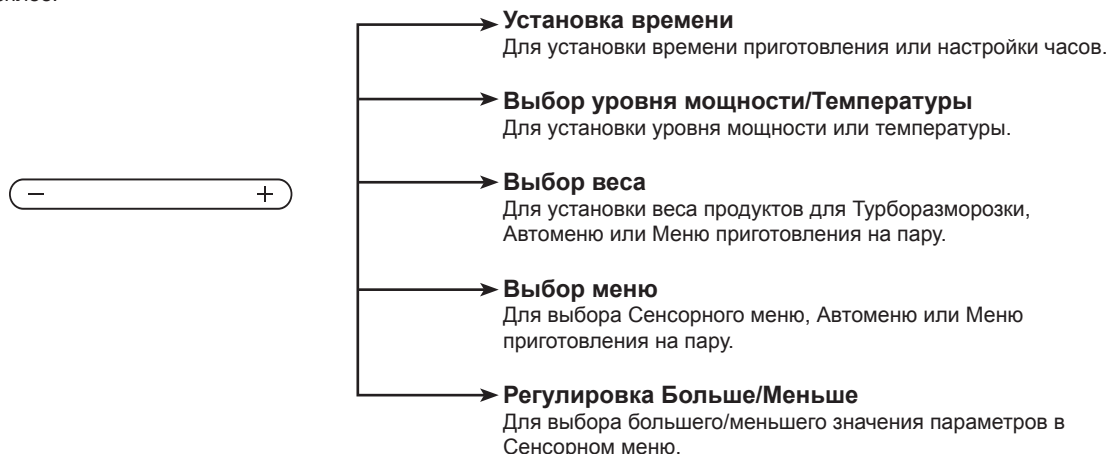 Установка времени
Для установки времени приготовления или настройки часов.
Выбор уровня мощности/Температуры
Для установки уровня мощности или температуры.
− +
Выбор веса
Для установки веса продуктов для Турборазморозки,
Автоменю или Меню приготовления на пару.
Выбор меню
Для выбора Сенсорного меню, Автоменю или Меню
приготовления на пару.
Регулировка Больше/Меньше
Для выбора большего/меньшего значения параметров в
Сенсорном меню.